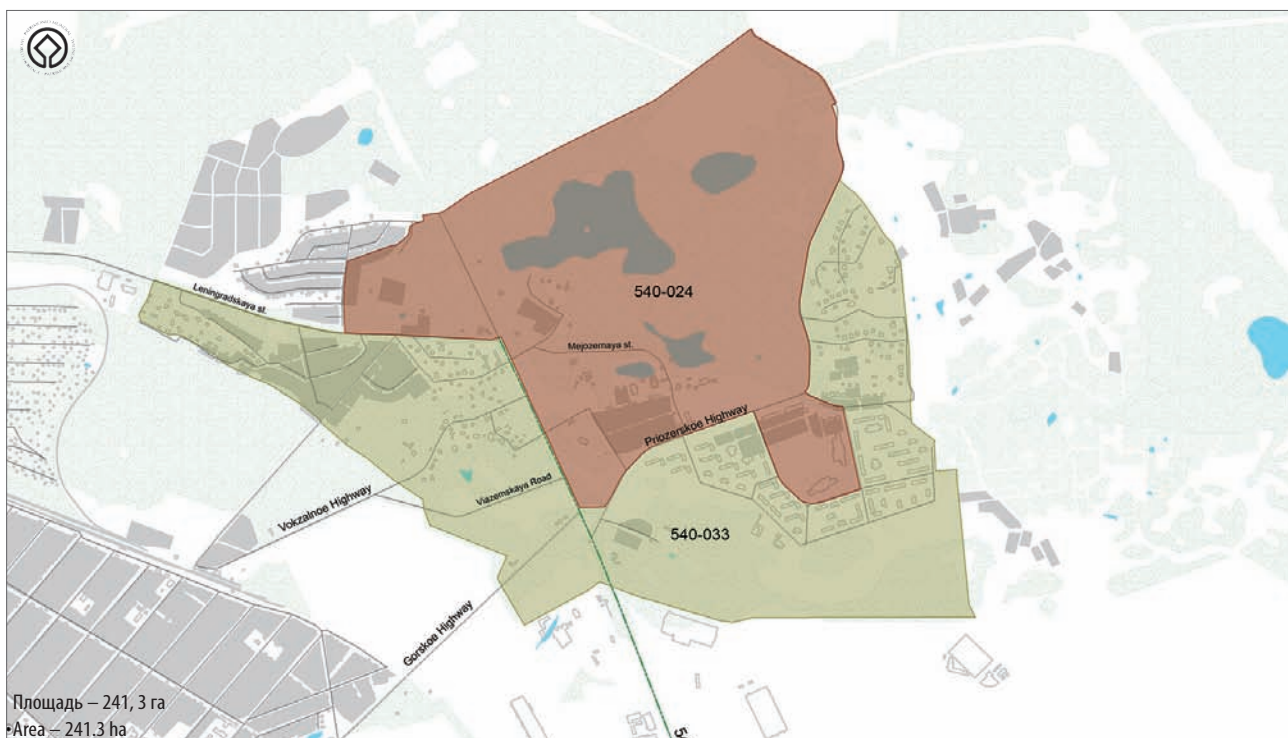 540-024
Leningradskaya st.
Mejozernaya st.
Priozerskoe Highway
Viazemskaya Road
Vokzalnoe Highway
540-033
Gorskoe Highway
Площадь – 241, 3 га
•Area – 241.3 ha